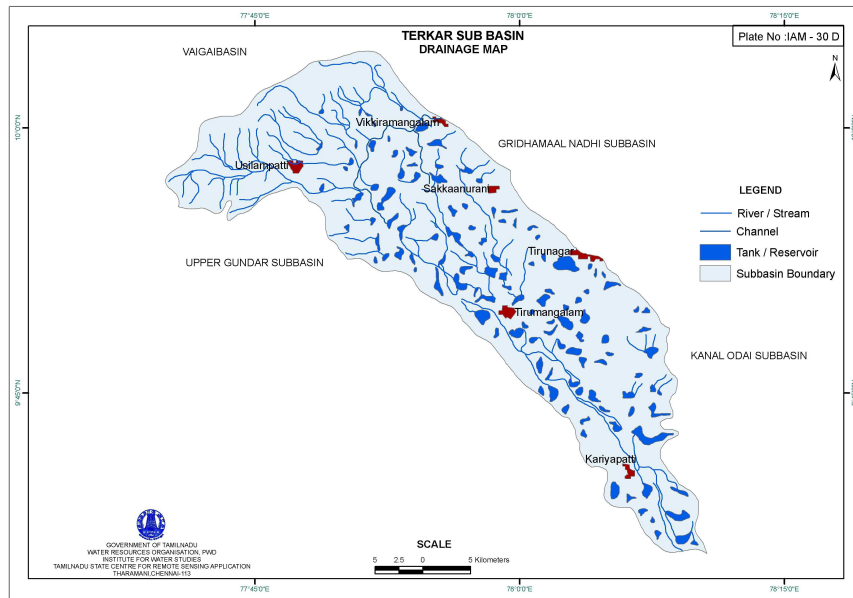 77°45'0"E
78°0'0"E
78°15'0"E
TERKAR SUB BASIN
DRAINAGE MAP
Plate No :IAM - 30 D
N
VAIGAIBASIN
10°0'0"N
Vikkiramangalam
GRIDHAMAAL NADHI SUBBASIN
Usilampatti
Sakkaanurani
LEGEND
River / Stream
Channel
Tank / Reservoir
Subbasin Boundary
Tirunagar
UPPER GUNDAR SUBBASIN
Tirumangalam
KANAL ODAI SUBBASIN
9°45'0"N
Kariyapatti
GOVERNMENT OF TAMILNADU
WATER RESOURCES ORGANISATION, PWD
INSTITUTE FOR WATER STUDIES
TAMILNADU STATE CENTRE FOR REMOTE SENSING APPLICATION
THARAMANI,CHENNAI-113
SCALE
5 2.5 0 5 Kilometers
77°45'0"E
78°0'0"E
78°15'0"E